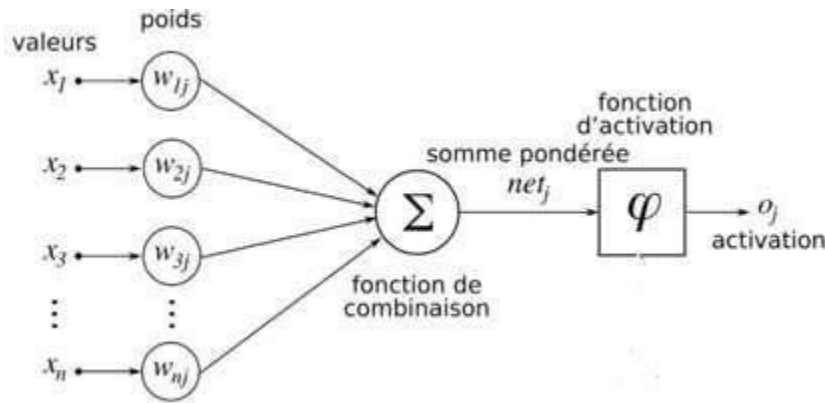 poids
valeurs
x1
w1j
x2
w2j
x3
w3j
xn
wnj
Σ
fonction de
combinaison
somme pondérée
netj
fonction
d'activation
φ
oj
activation